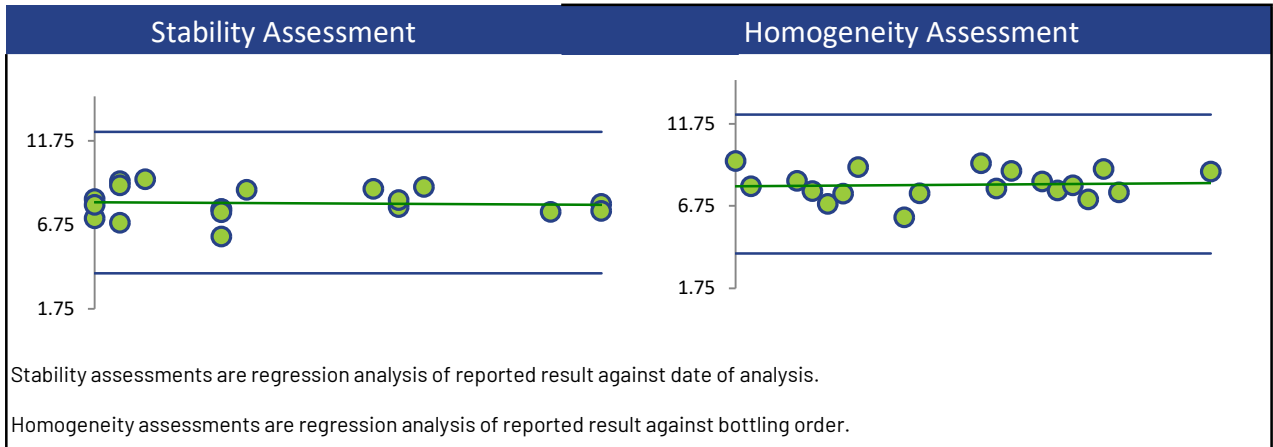 Stability Assessment
Homogeneity Assessment
11.75
6.75
1.75
11.75
6.75
1.75
Stability assessments are regression analysis of reported result against date of analysis.
Homogeneity assessments are regression analysis of reported result against bottling order.